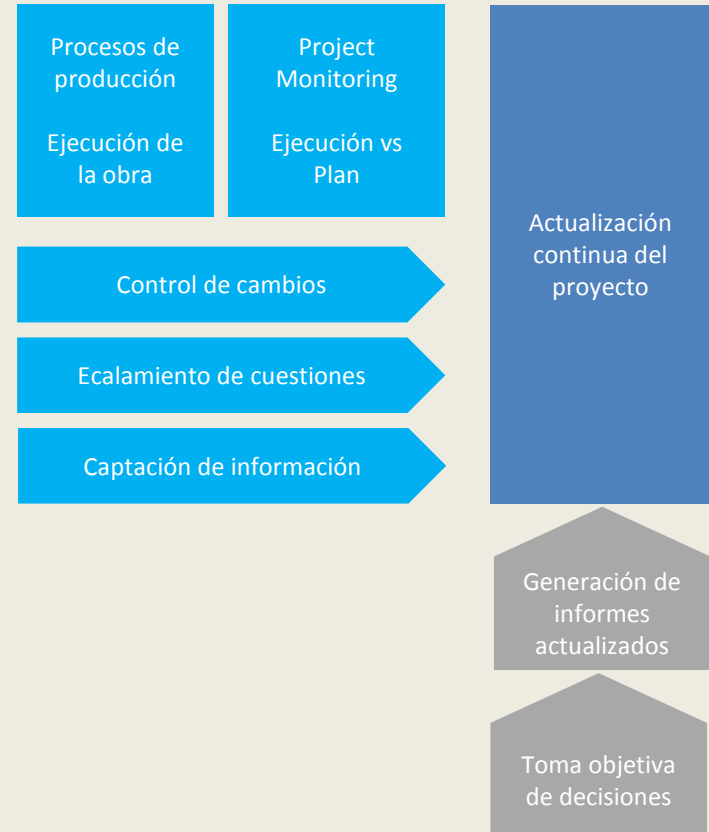 Procesos de
producción
Ejecución de
la obra
Project
Monitoring
Ejecución vs
Plan
Control de cambios
Ecalamiento de cuestiones
Captación de información
Actualización
continua del
proyecto
Generación de
informes
actualizados
Toma objetiva
de decisiones